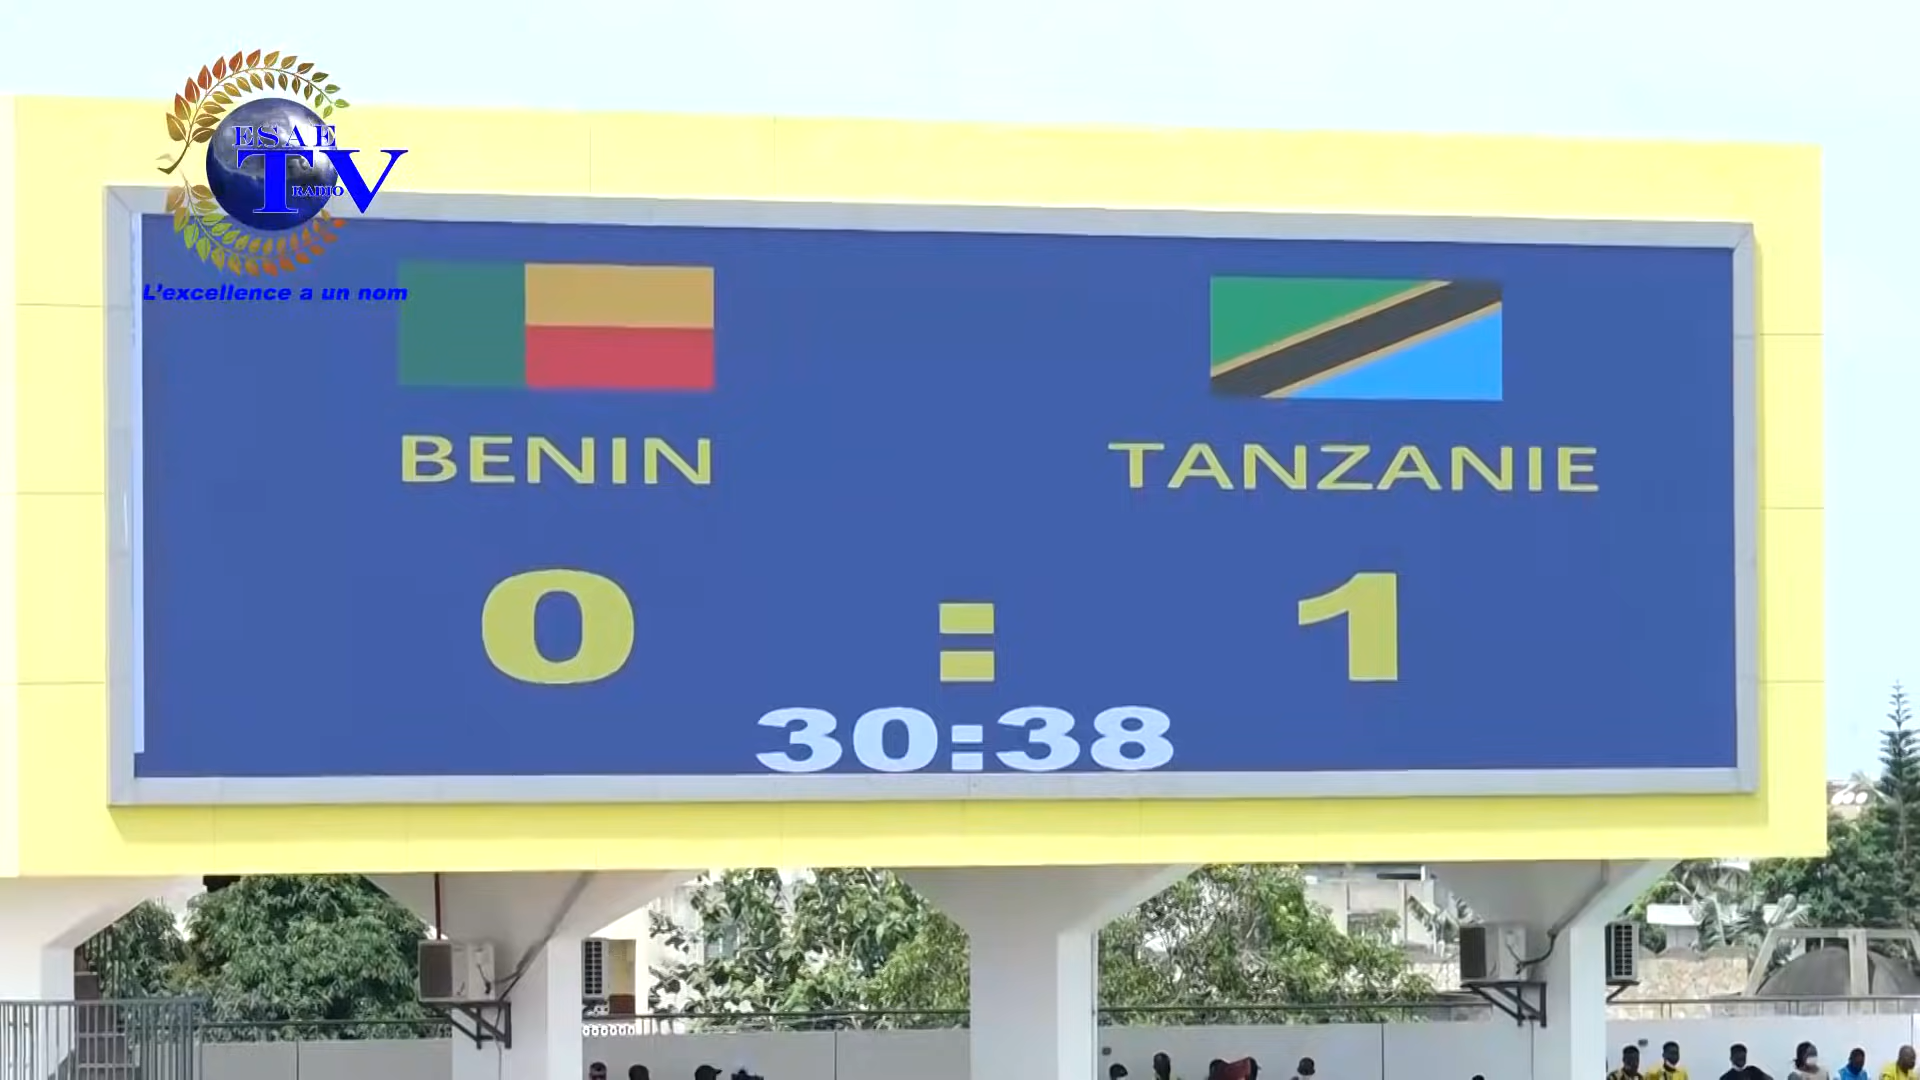 ESAE
TV
RADIO
L'excellence a un nom
BENIN
TANZANIE
0 : 1
30:38